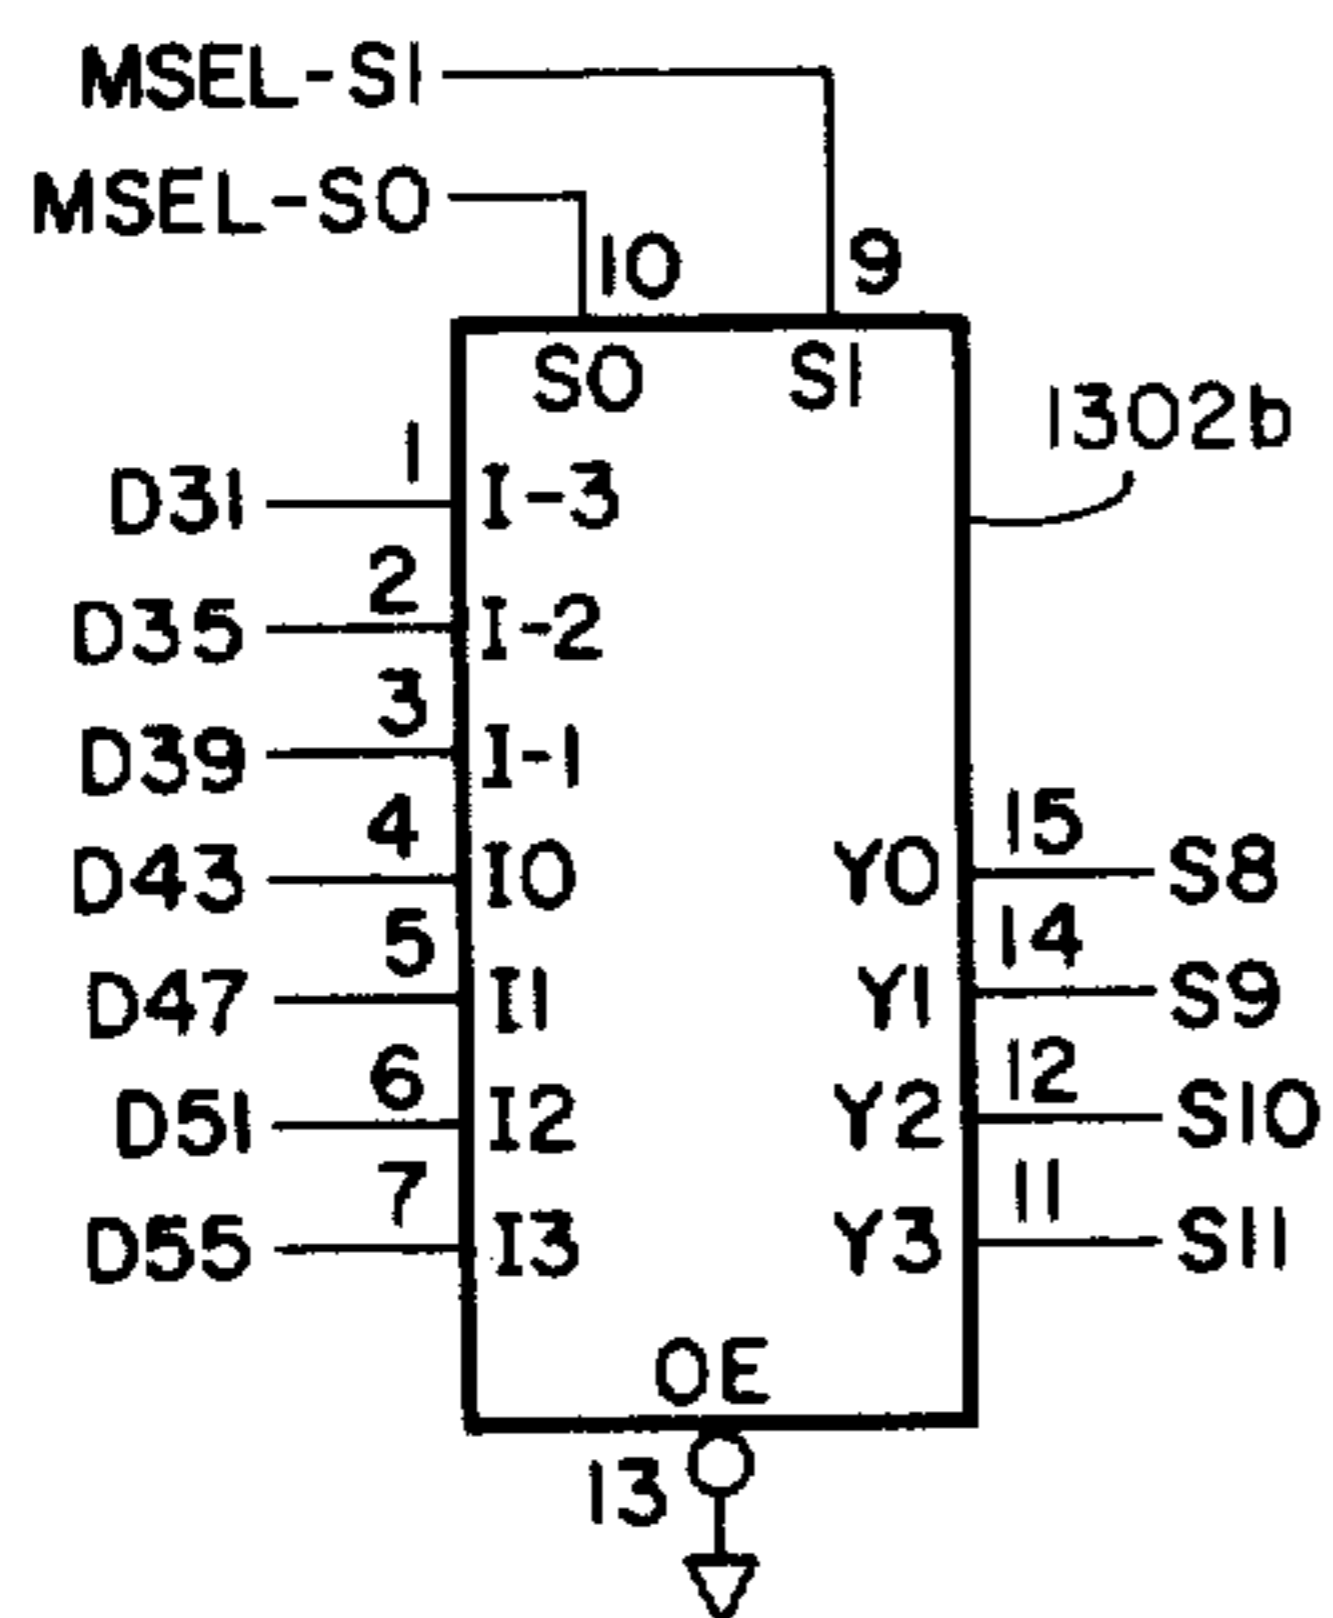 MSEL-S1
MSEL-S0
10 9
S0 S1
1302b
1
D31 I-3
2
D35 I-2
3
D39 I-1
4 15
D43 I0 Y0 S8
5 14
D47 I1 Y1 S9
6 12
D51 I2 Y2 S10
7 11
D55 I3 Y3 S11
OE
13